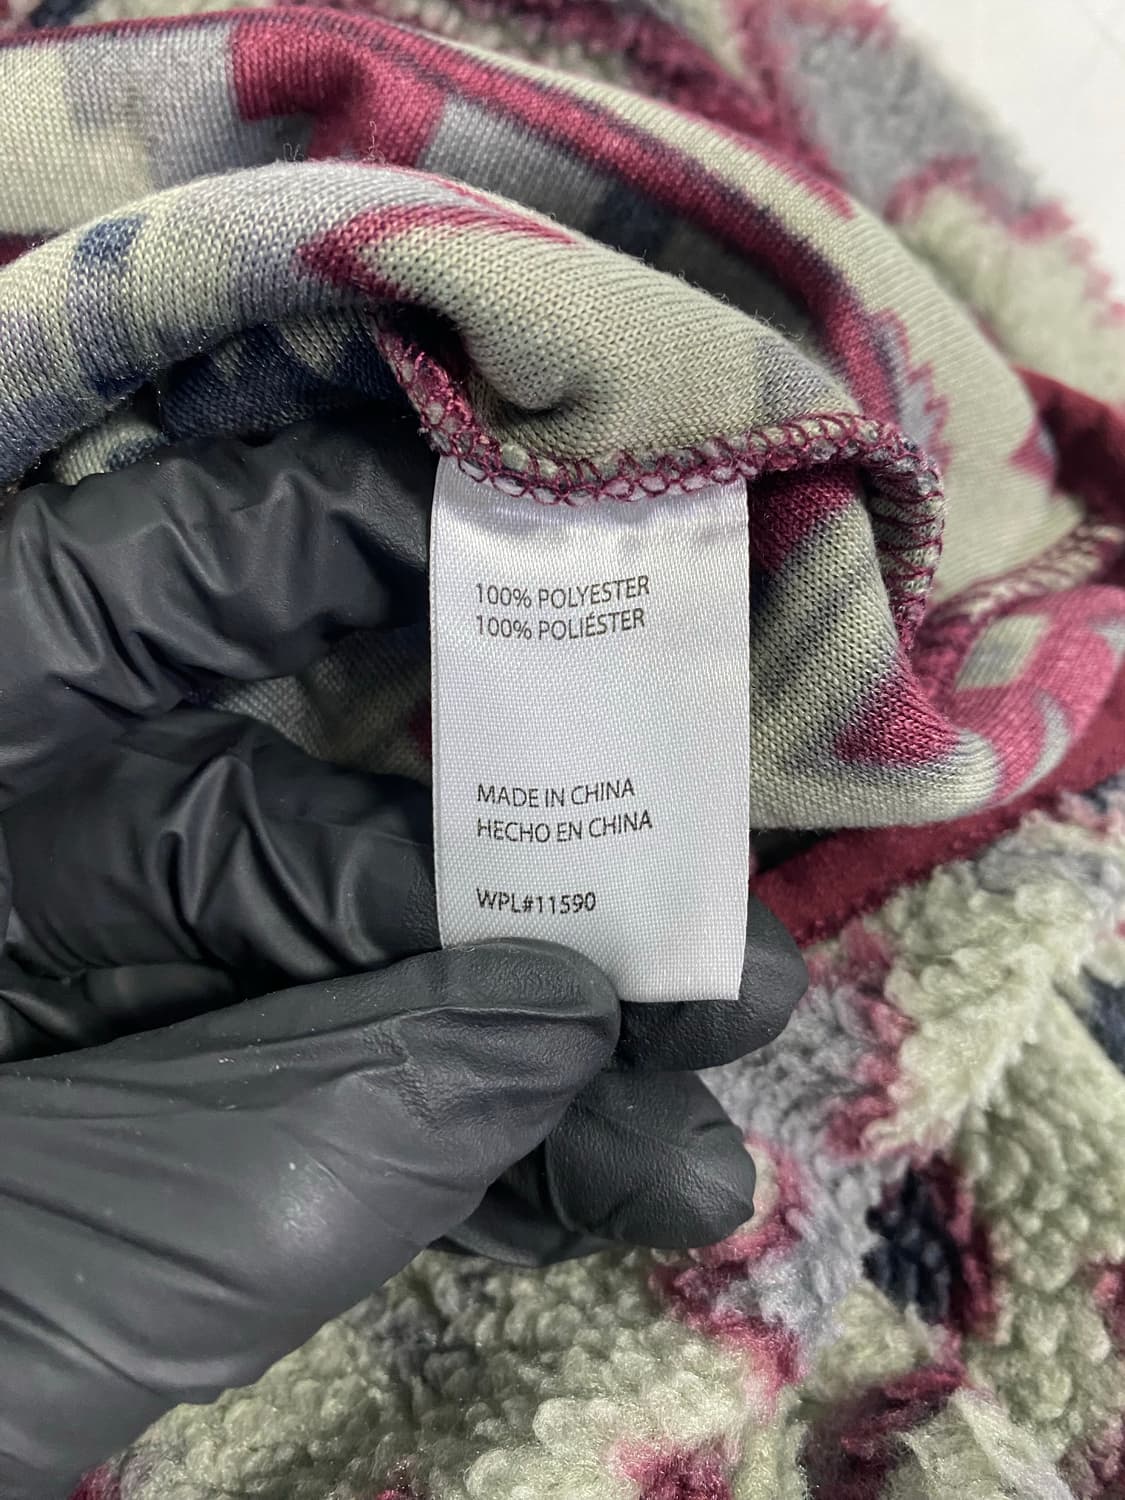 100% POLYESTER
100% POLIÉSTER
MADE IN CHINA
HECHO EN CHINA
WPL#11590